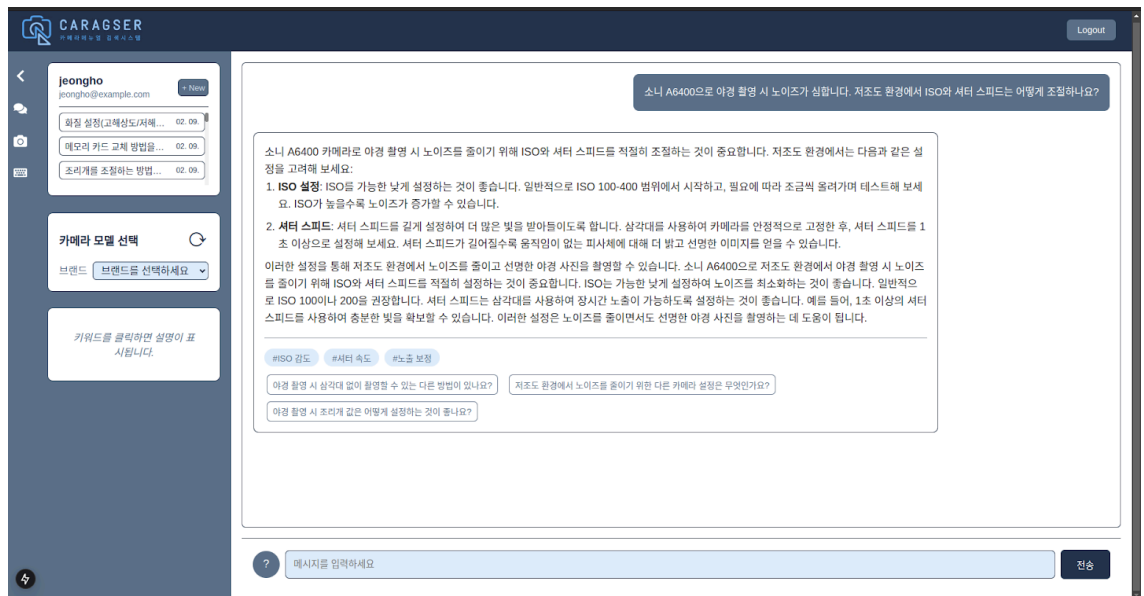 CARAGSER
카메라매뉴얼 검색시스템
Logout
jeongho
jeongho@example.com
+ New
화질 설정(고해상도/저해... 02. 09.
메모리 카드 교체 방법을... 02. 09.
조리개를 조절하는 방법... 02. 09.
카메라 모델 선택
브랜드 브랜드를 선택하세요
키워드를 클릭하면 설명이 표
시됩니다.
소니 A6400으로 야경 촬영 시 노이즈가 심합니다. 저조도 환경에서 ISO와 셔터 스피드는 어떻게 조절하나요?
소니 A6400 카메라로 야경 촬영 시 노이즈를 줄이기 위해 ISO와 셔터 스피드를 적절히 조절하는 것이 중요합니다. 저조도 환경에서는 다음과 같은 설
정을 고려해 보세요:
1. ISO 설정: ISO를 가능한 낮게 설정하는 것이 좋습니다. 일반적으로 ISO 100-400 범위에서 시작하고, 필요에 따라 조금씩 올려가며 테스트해 보세
요. ISO가 높을수록 노이즈가 증가할 수 있습니다.
2. 셔터 스피드: 셔터 스피드를 길게 설정하여 더 많은 빛을 받아들이도록 합니다. 삼각대를 사용하여 카메라를 안정적으로 고정한 후, 셔터 스피드를 1
초 이상으로 설정해 보세요. 셔터 스피드가 길어질수록 움직임이 없는 피사체에 대해 더 밝고 선명한 이미지를 얻을 수 있습니다.
이러한 설정을 통해 저조도 환경에서 노이즈를 줄이고 선명한 야경 사진을 촬영할 수 있습니다. 소니 A6400으로 저조도 환경에서 야경 촬영 시 노이즈
를 줄이기 위해 ISO와 셔터 스피드를 적절히 설정하는 것이 중요합니다. ISO는 가능한 낮게 설정하여 노이즈를 최소화하는 것이 좋습니다. 일반적으
로 ISO 100이나 200을 권장합니다. 셔터 스피드는 삼각대를 사용하여 장시간 노출이 가능하도록 설정하는 것이 좋습니다. 예를 들어, 1초 이상의 셔터
스피드를 사용하여 충분한 빛을 확보할 수 있습니다. 이러한 설정은 노이즈를 줄이면서도 선명한 야경 사진을 촬영하는 데 도움이 됩니다.
#ISO 감도 #셔터 속도 #노출 보정
야경 촬영 시 삼각대 없이 촬영할 수 있는 다른 방법이 있나요? 저조도 환경에서 노이즈를 줄이기 위한 다른 카메라 설정은 무엇인가요?
야경 촬영 시 조리개 값은 어떻게 설정하는 것이 좋나요?
? 메시지를 입력하세요 전송